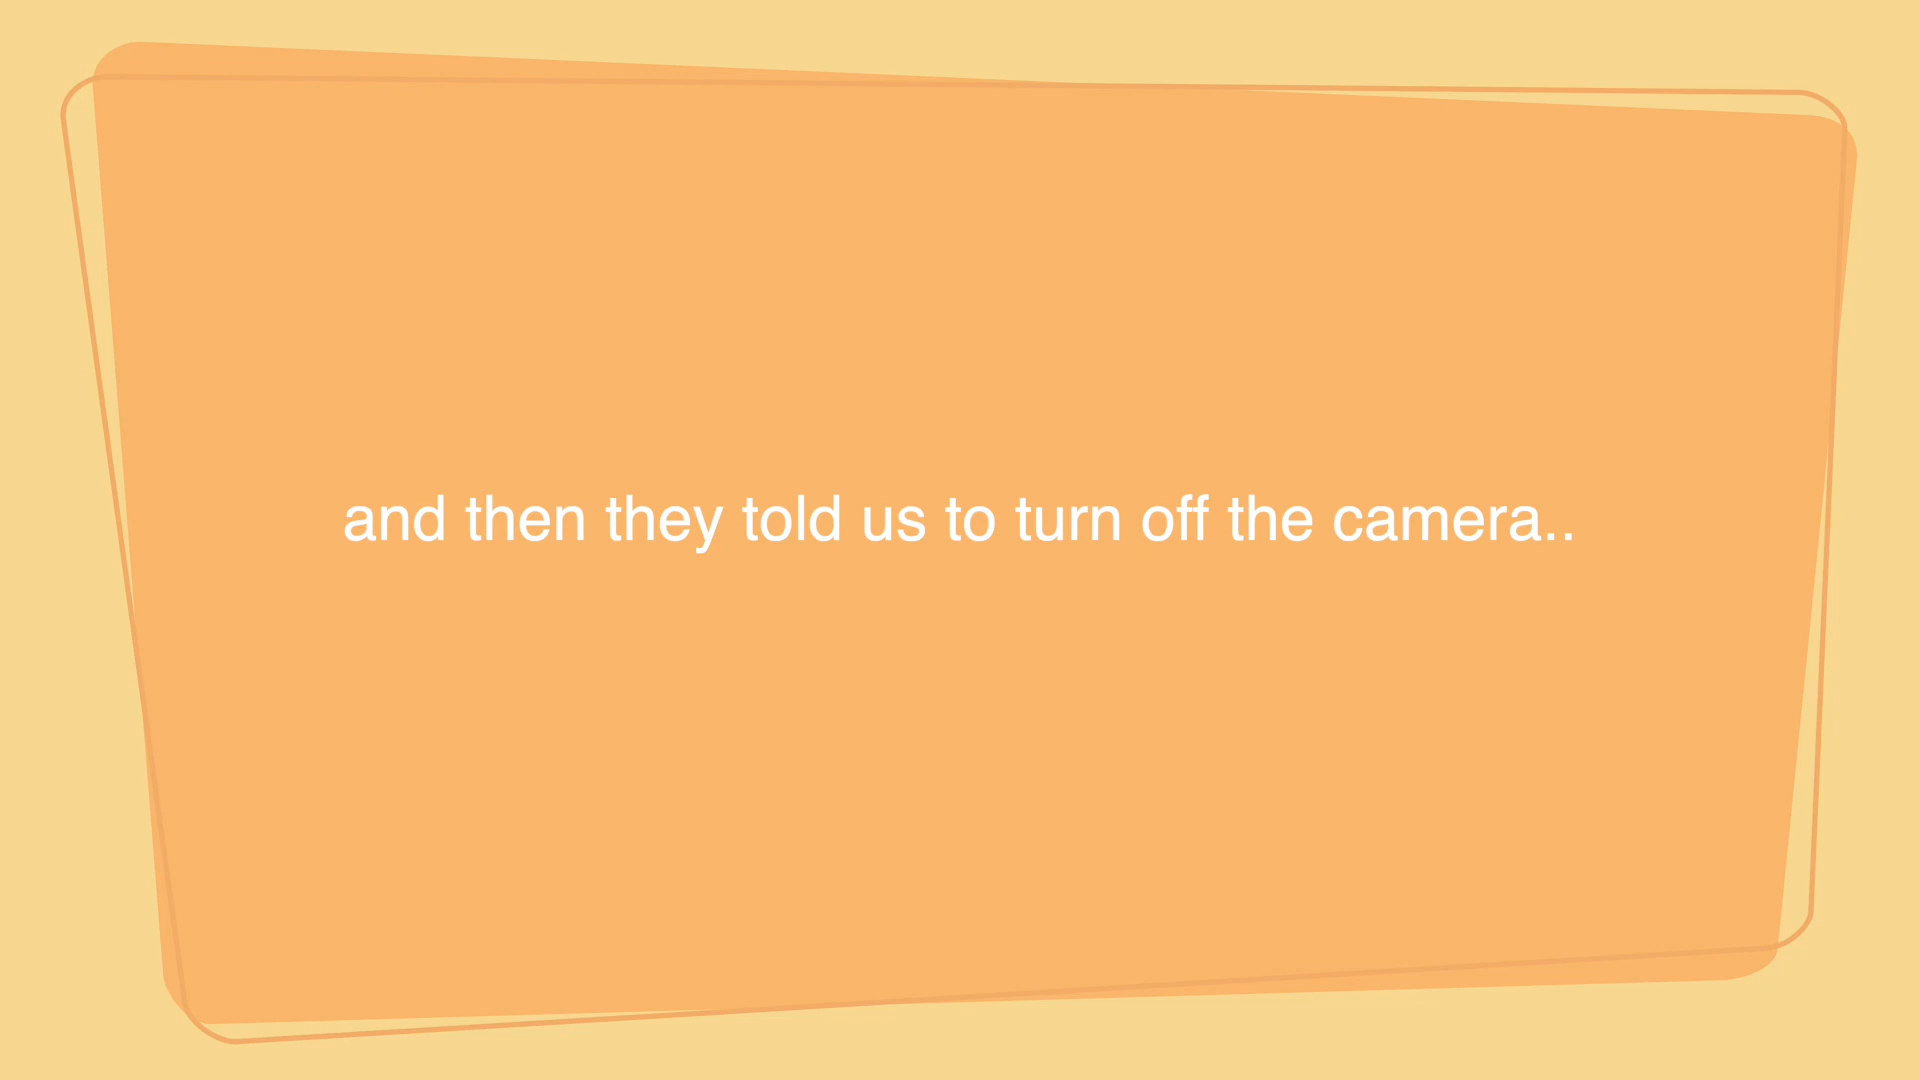 and then they told us to turn off the camera..